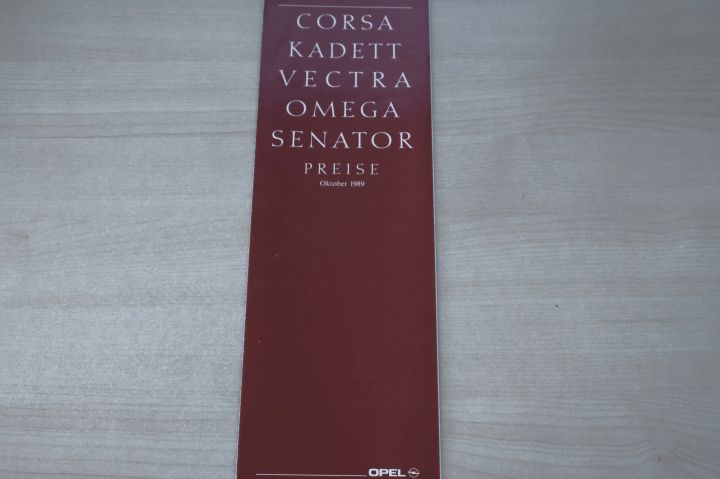 CORSA
KADETT
VECTRA
OMEGA
SENATOR
PREISE
Oktober 1989
OPEL